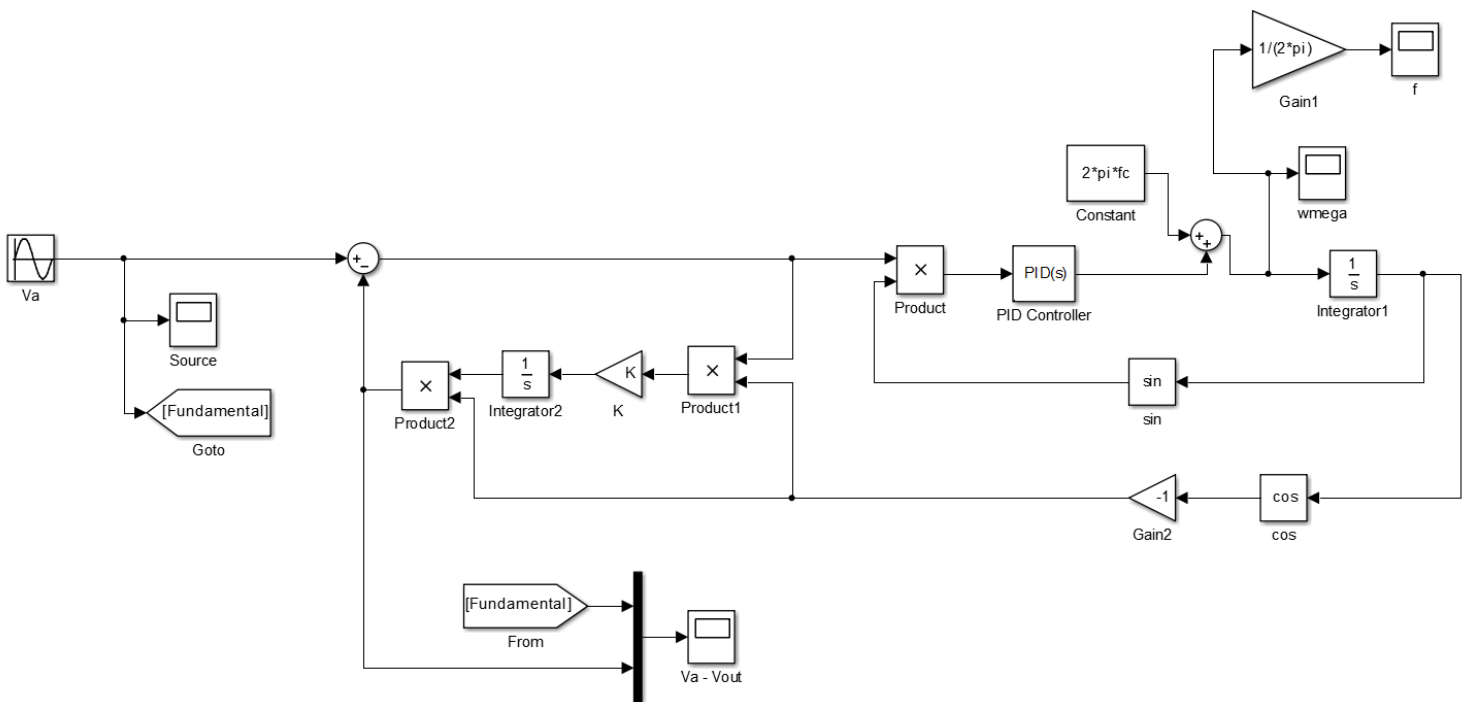 1/(2*pi)
Gain1
f
2*pi*fc
Constant
wmega
+
+
Va
+
−
×
Product
PID(s)
PID Controller
1
s
Integrator1
Source
[Fundamental]
Goto
×
Product2
1
s
Integrator2
K
K
×
Product1
sin
sin
-1
Gain2
cos
cos
[Fundamental]
From
Va - Vout